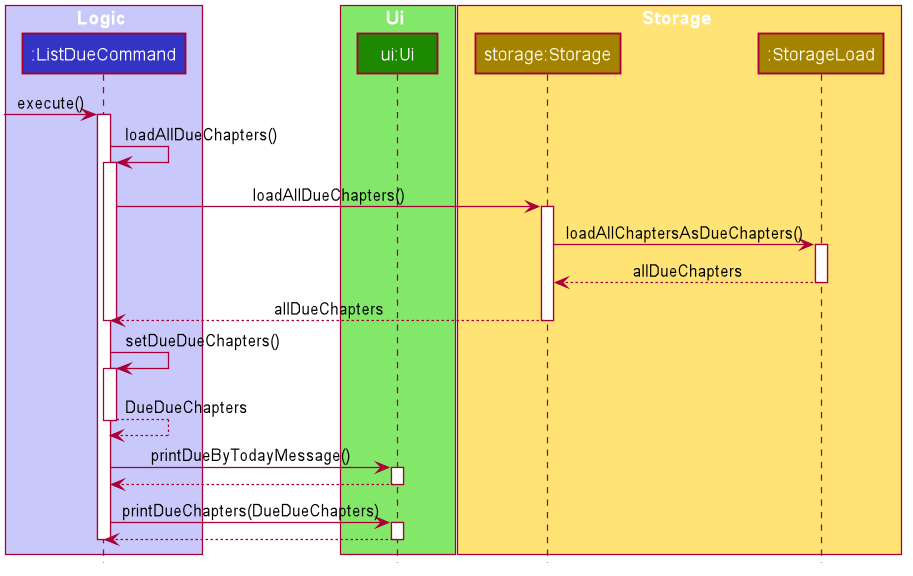 Logic
Ui
Storage
:ListDueCommand
ui:Ui
storage:Storage
:StorageLoad
execute()
loadAllDueChapters()
loadAllDueChapters()
loadAllChaptersAsDueChapters()
allDueChapters
allDueChapters
setDueDueChapters()
DueDueChapters
printDueByTodayMessage()
printDueChapters(DueDueChapters)